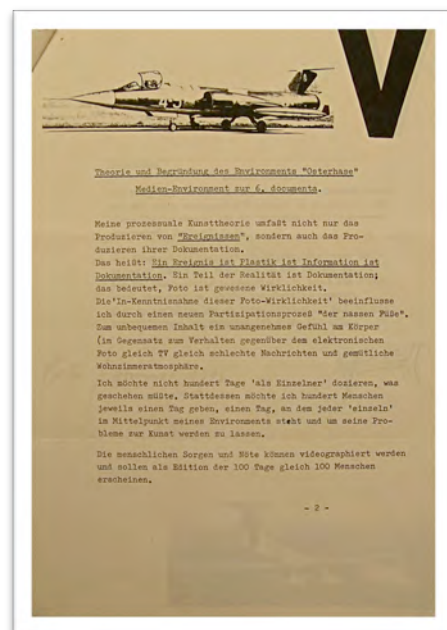 V
Theorie und Begründung des Environments "Osterhase"
Medien-Environment zur 6. documenta.
Meine prozessuale Kunsttheorie umfaßt nicht nur das
Produzieren von "Ereignissen", sondern auch das Pro-
duzieren ihrer Dokumentation.
Das heißt: Ein Ereignis ist Plastik ist Information ist
Dokumentation. Ein Teil der Realität ist Dokumentation;
das bedeutet, Foto ist gewesene Wirklichkeit.
Die'In-Kenntnisnahme dieser Foto-Wirklichkeit' beeinflusse
ich durch einen neuen Partizipationsprozeß "der nassen Füße".
Zum unbequemen Inhalt ein unangenehmes Gefühl am Körper
(im Gegensatz zum Verhalten gegenüber dem elektronischen
Foto gleich TV gleich schlechte Nachrichten und gemütliche
Wohnzimmeratmosphäre.
Ich möchte nicht hundert Tage 'als Einzelner' dozieren, was
geschehen müßte. Stattdessen möchte ich hundert Menschen
jeweils einen Tag geben, einen Tag, an dem jeder 'einzeln'
im Mittelpunkt meines Environments steht und um seine Pro-
bleme zur Kunst werden zu lassen.
Die menschlichen Sorgen und Nöte können videographiert werden
und sollen als Edition der 100 Tage gleich 100 Menschen
erscheinen.
- 2 -